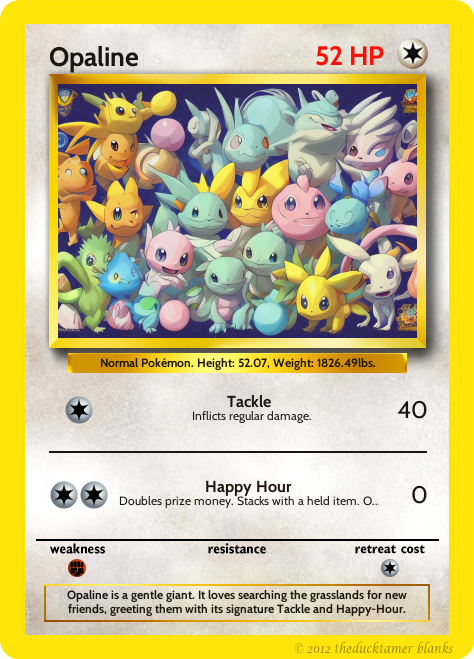 Opaline 52 HP
Normal Pokémon. Height: 52.07, Weight: 1826.49lbs.
Tackle
Inflicts regular damage.
40
Happy Hour
Doubles prize money. Stacks with a held item. O..
0
weakness resistance retreat cost
Opaline is a gentle giant. It loves searching the grasslands for new
friends, greeting them with its signature Tackle and Happy-Hour.
© 2012 theducktamer blanks